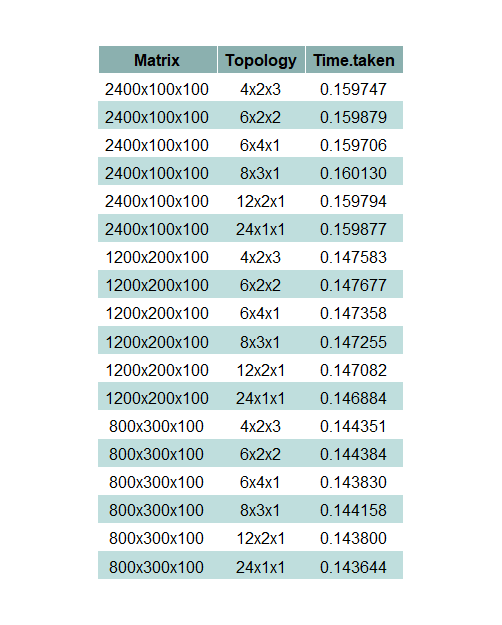 Matrix Topology Time.taken
2400x100x100 4x2x3 0.159747
2400x100x100 6x2x2 0.159879
2400x100x100 6x4x1 0.159706
2400x100x100 8x3x1 0.160130
2400x100x100 12x2x1 0.159794
2400x100x100 24x1x1 0.159877
1200x200x100 4x2x3 0.147583
1200x200x100 6x2x2 0.147677
1200x200x100 6x4x1 0.147358
1200x200x100 8x3x1 0.147255
1200x200x100 12x2x1 0.147082
1200x200x100 24x1x1 0.146884
800x300x100 4x2x3 0.144351
800x300x100 6x2x2 0.144384
800x300x100 6x4x1 0.143830
800x300x100 8x3x1 0.144158
800x300x100 12x2x1 0.143800
800x300x100 24x1x1 0.143644